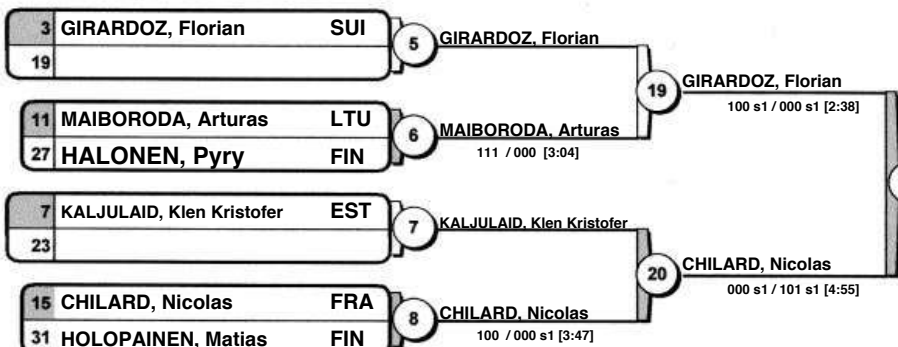 3 GIRARDOZ, Florian SUI
19
5
GIRARDOZ, Florian
11 MAIBORODA, Arturas LTU
27 HALONEN, Pyry FIN
6
MAIBORODA, Arturas
111 / 000 [3:04]
19
GIRARDOZ, Florian
100 s1 / 000 s1 [2:38]
7 KALJULAID, Klen Kristofer EST
23
7
KALJULAID, Klen Kristofer
15 CHILARD, Nicolas FRA
31 HOLOPAINEN, Matias FIN
8
CHILARD, Nicolas
100 / 000 s1 [3:47]
20
CHILARD, Nicolas
000 s1 / 101 s1 [4:55]